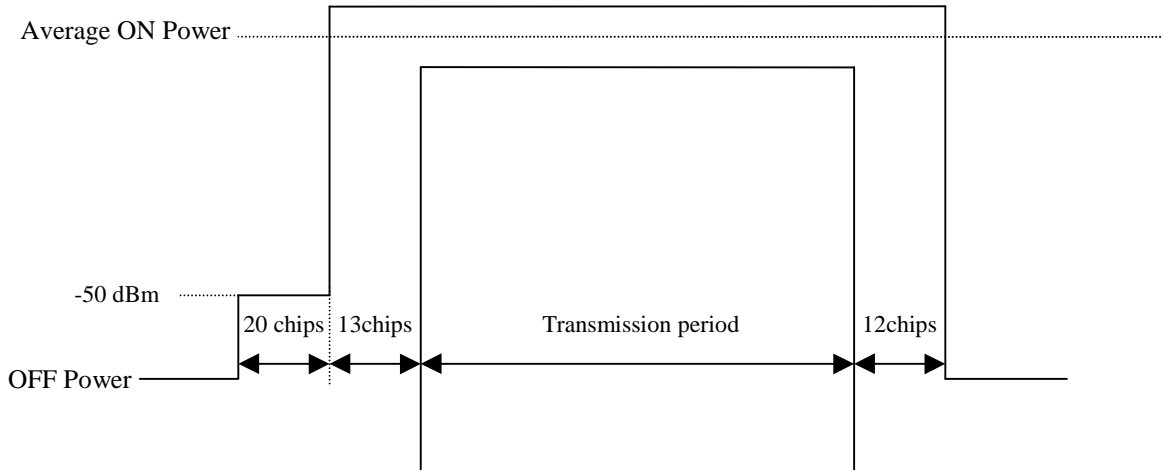 Average ON Power
-50 dBm
20 chips
13chips
Transmission period
12chips
OFF Power